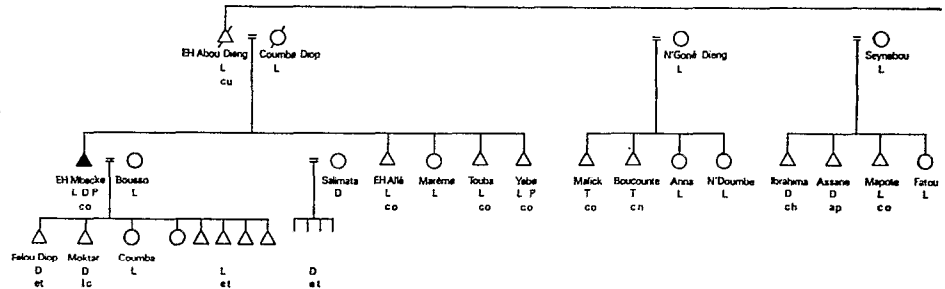 EH Abou Dieng Coumba Diop
L L
cu
N'Goné Dieng
L
Seynabou
L
EH Mbacke Bousso Salimata EH Allé Marème Touba Yaba Malick Boucounte Anna N'Doumbe Ibrahima Assane Mapote Fatou
L D P L D L L L L P T T L L D D L L
co co co co co cn ch ap co
Falou Diop Moktar Coumba
D D L L D
et lc et et